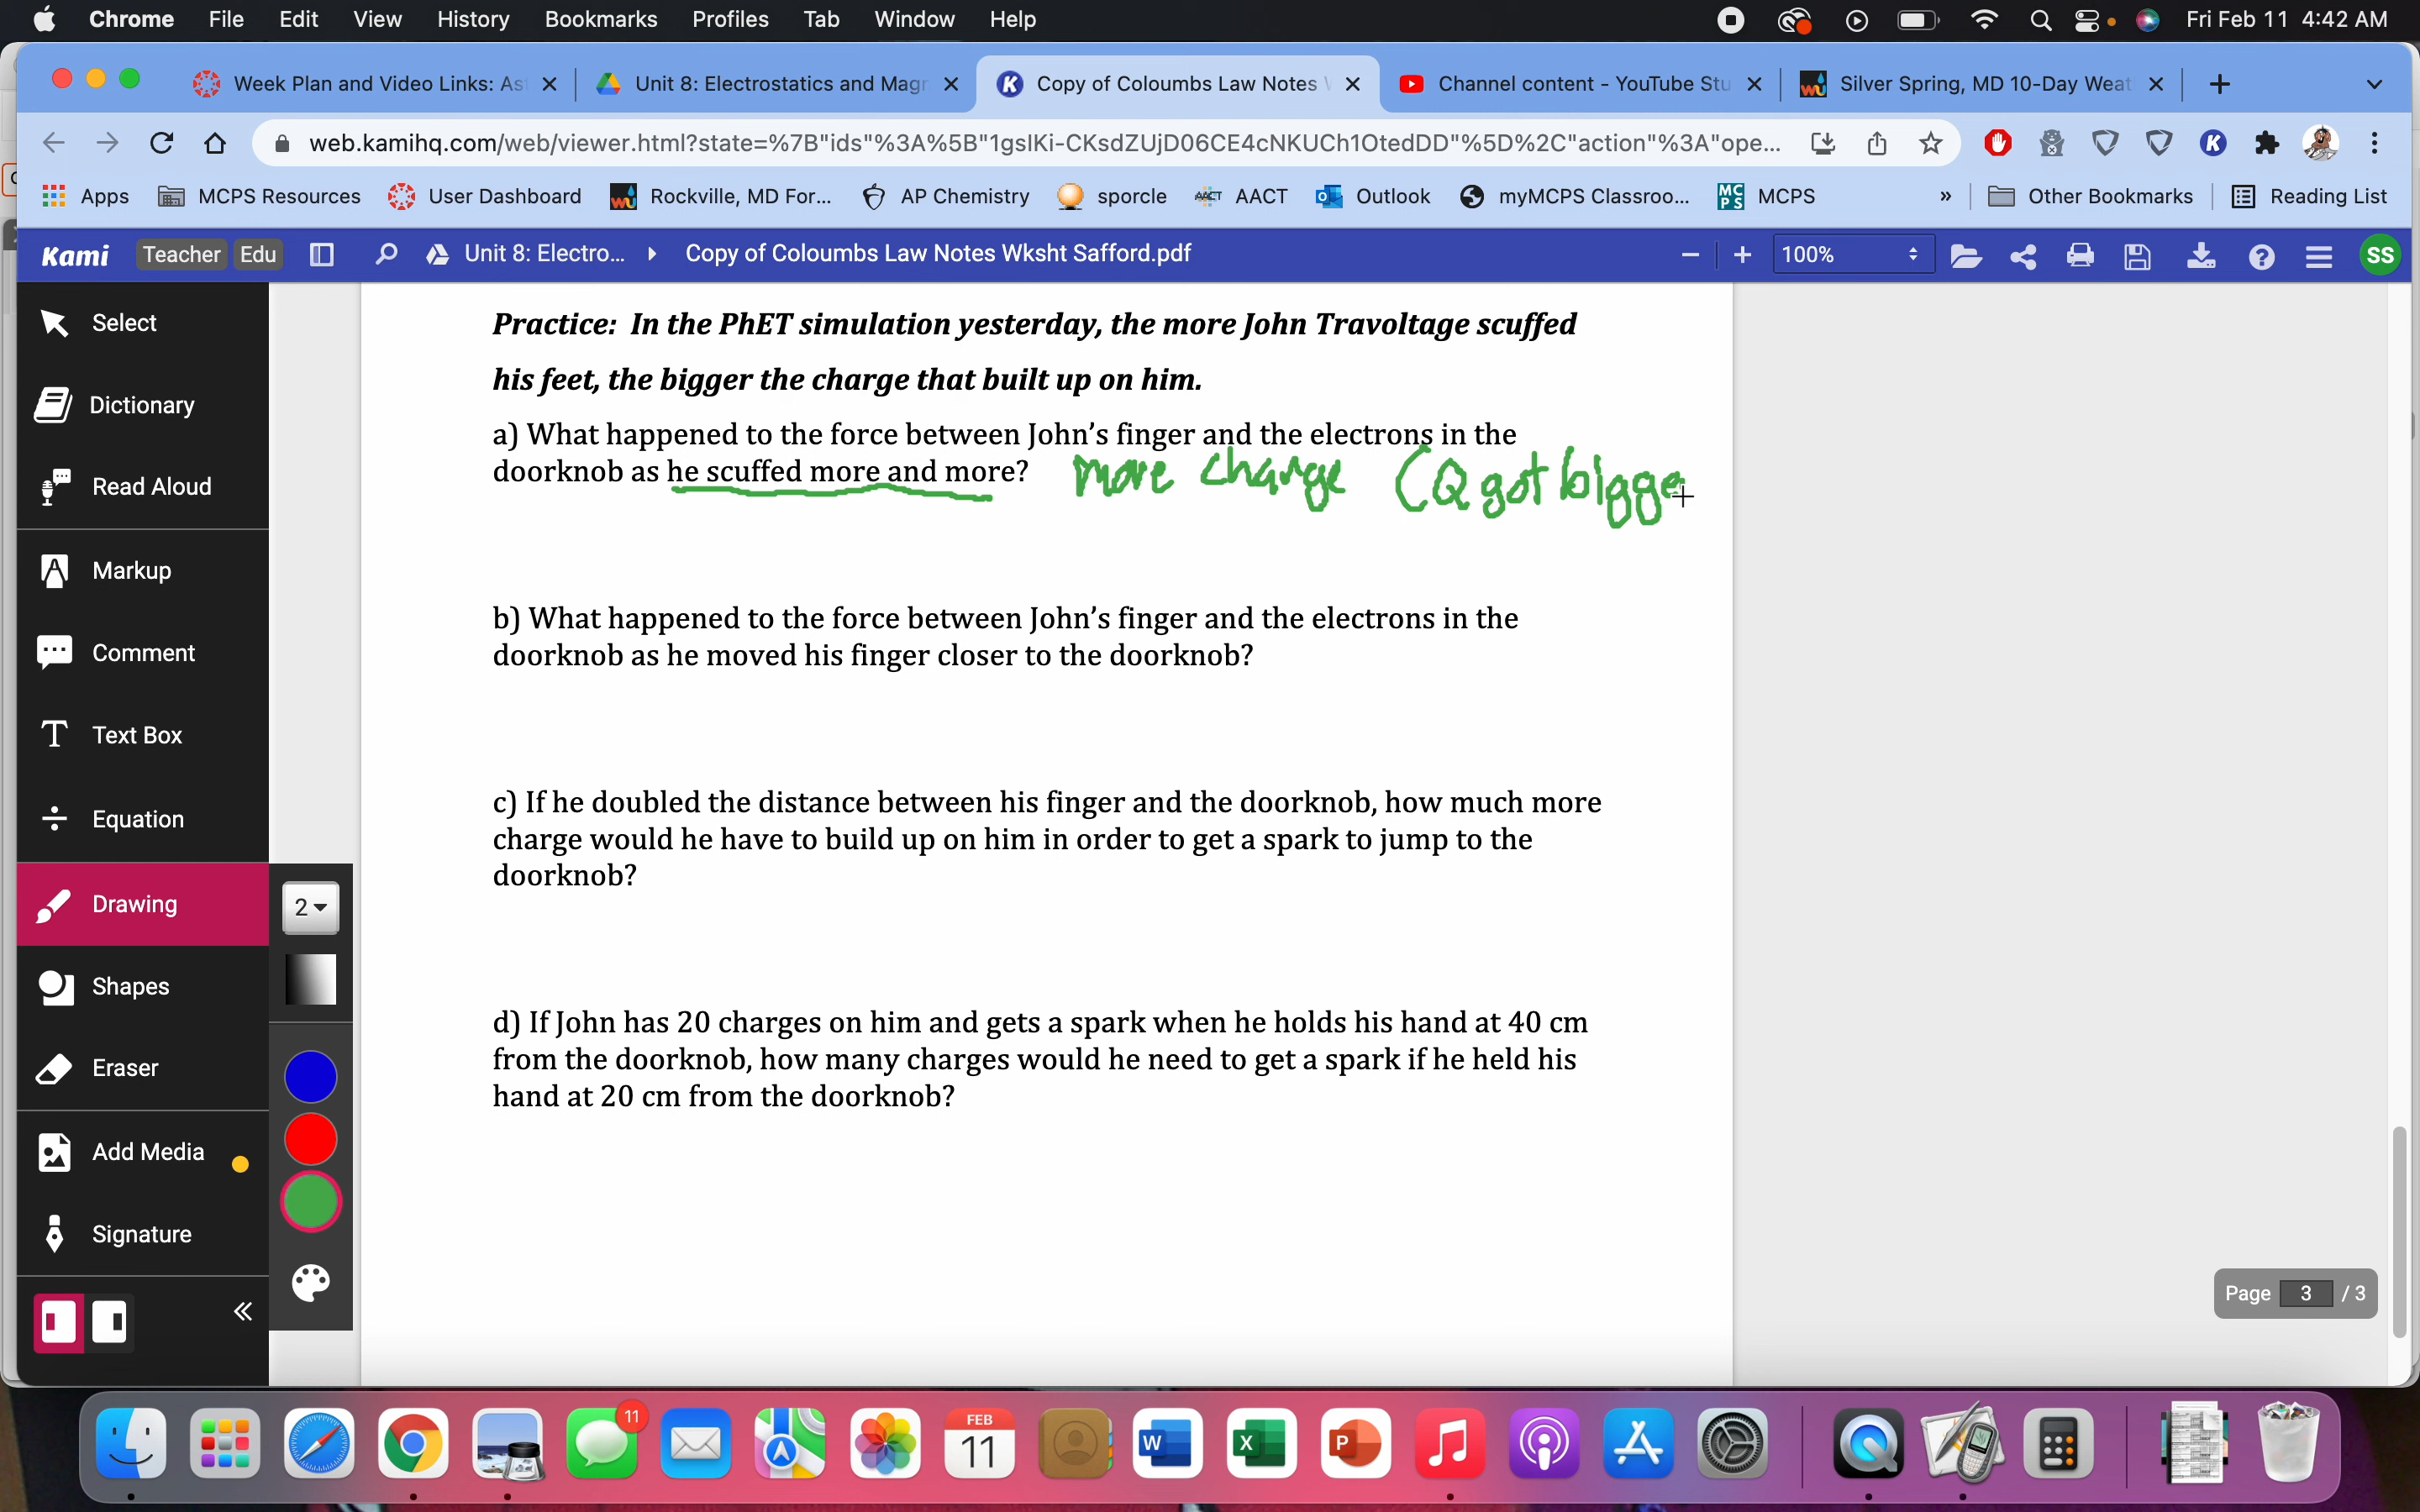 Chrome File Edit View History Bookmarks Profiles Tab Window Help Fri Feb 11 4:42 AM
Week Plan and Video Links: As Unit 8: Electrostatics and Magn Copy of Coloumbs Law Notes W Channel content - YouTube Stu Silver Spring, MD 10-Day Weat
web.kamihq.com/web/viewer.html?state=%7B"ids"%3A%5B"1gslKi-CKsdZUjD06CE4cNKUCh1OtedDD"%5D%2C"action"%3A"ope...
Apps MCPS Resources User Dashboard Rockville, MD For... AP Chemistry sporcle AACT Outlook myMCPS Classroo... MCPS » Other Bookmarks Reading List
Kami Teacher Edu Unit 8: Electro... Copy of Coloumbs Law Notes Wksht Safford.pdf 100% SS
Select
Dictionary
Read Aloud
Markup
Comment
Text Box
Equation
Drawing
2
Shapes
Eraser
Add Media
Signature
Practice: In the PhET simulation yesterday, the more John Travoltage scuffed
his feet, the bigger the charge that built up on him.
a) What happened to the force between John's finger and the electrons in the
doorknob as he scuffed more and more? more charge (Q got bigge
b) What happened to the force between John's finger and the electrons in the
doorknob as he moved his finger closer to the doorknob?
c) If he doubled the distance between his finger and the doorknob, how much more
charge would he have to build up on him in order to get a spark to jump to the
doorknob?
d) If John has 20 charges on him and gets a spark when he holds his hand at 40 cm
from the doorknob, how many charges would he need to get a spark if he held his
hand at 20 cm from the doorknob?
Page 3 / 3
11
FEB
11
W
X
P